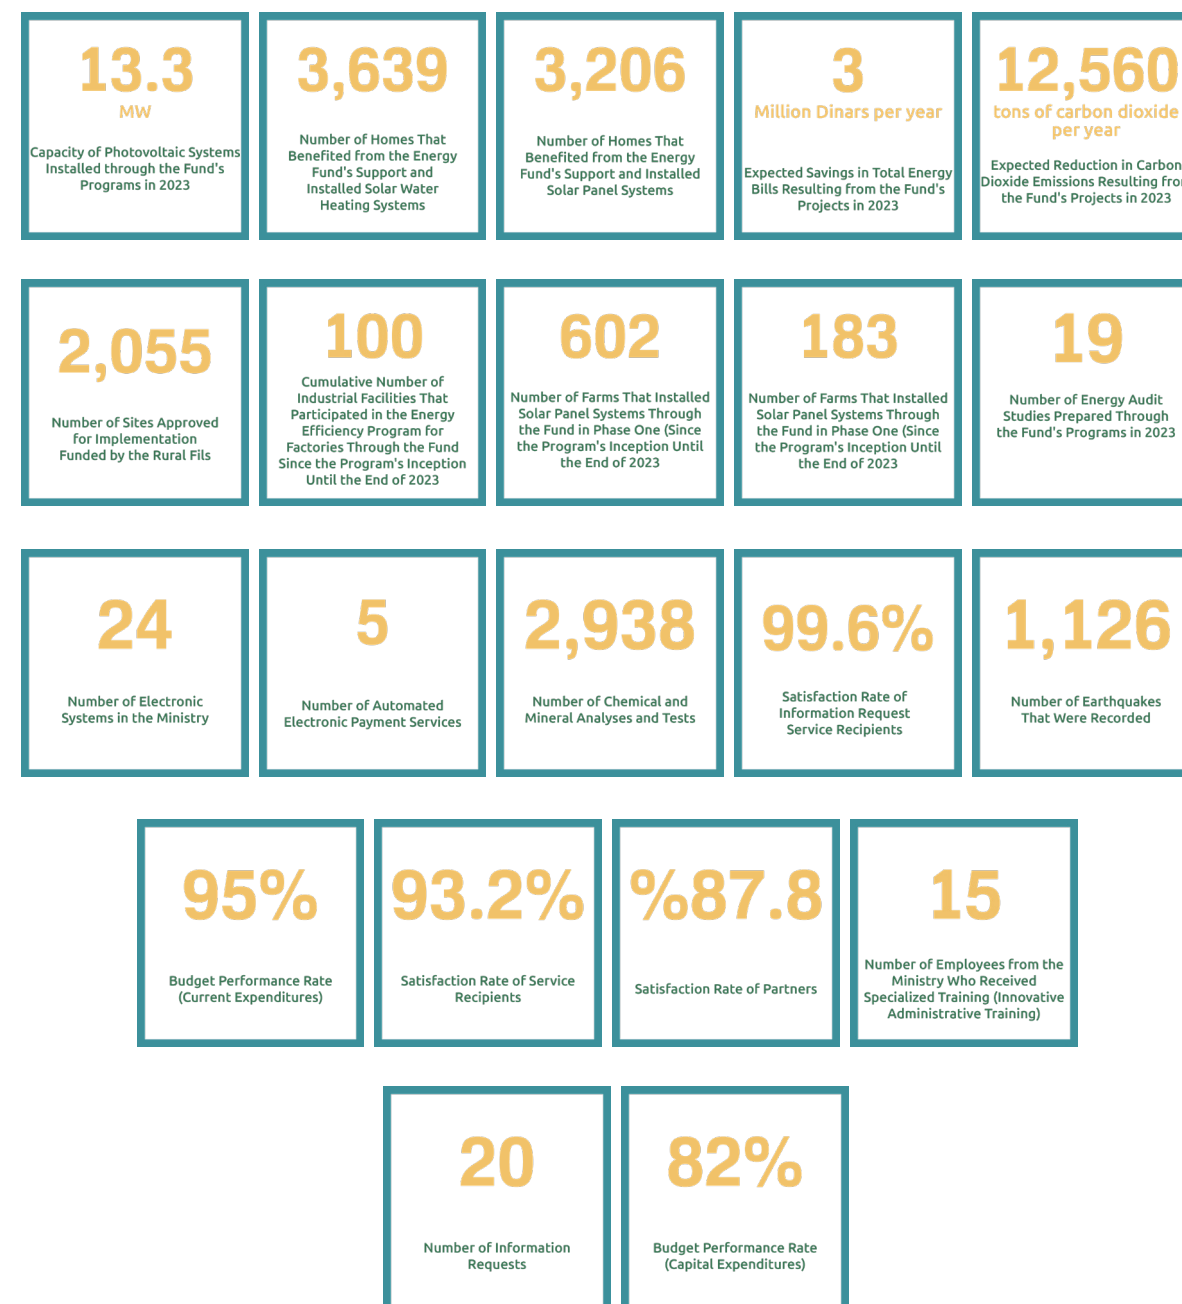 13.3
MW
Capacity of Photovoltaic Systems
Installed through the Fund's
Programs in 2023
3,639
Number of Homes That
Benefited from the Energy
Fund's Support and
Installed Solar Water
Heating Systems
3,206
Number of Homes That
Benefited from the Energy
Fund's Support and Installed
Solar Panel Systems
3
Million Dinars per year
Expected Savings in Total Energy
Bills Resulting from the Fund's
Projects in 2023
12,560
tons of carbon dioxide
per year
Expected Reduction in Carbon
Dioxide Emissions Resulting
the Fund's Projects in 2023
2,055
Number of Sites Approved
for Implementation
Funded by the Rural Fils
100
Cumulative Number of
Industrial Facilities That
Participated in the Energy
Efficiency Program for
Factories Through the Fund
Since the Program's Inception
Until the End of 2023
602
Number of Farms That Installed
Solar Panel Systems Through
the Fund in Phase One (Since
the Program's Inception Until
the End of 2023
183
Number of Farms That Installed
Solar Panel Systems Through
the Fund in Phase One (Since
the Program's Inception Until
the End of 2023
19
Number of Energy Audit
Studies Prepared Through
the Fund's Programs in 2023
24
Number of Electronic
Systems in the Ministry
5
Number of Automated
Electronic Payment Services
2,938
Number of Chemical and
Mineral Analyses and Tests
99.6%
Satisfaction Rate of
Information Request
Service Recipients
1,126
Number of Earthquakes
That Were Recorded
95%
Budget Performance Rate
(Current Expenditures)
93.2%
Satisfaction Rate of Service
Recipients
%87.8
Satisfaction Rate of Partners
15
Number of Employees from the
Ministry Who Received
Specialized Training (Innovative
Administrative Training)
20
Number of Information
Requests
82%
Budget Performance Rate
(Capital Expenditures)